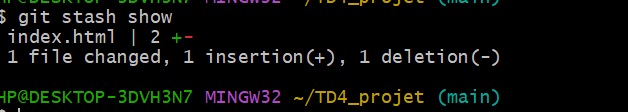 $ git stash show
index.html | 2 +-
1 file changed, 1 insertion(+), 1 deletion(-)
HP@DESKTOP-3DVH3N7 MINGW32 ~/TD4_projet (main)